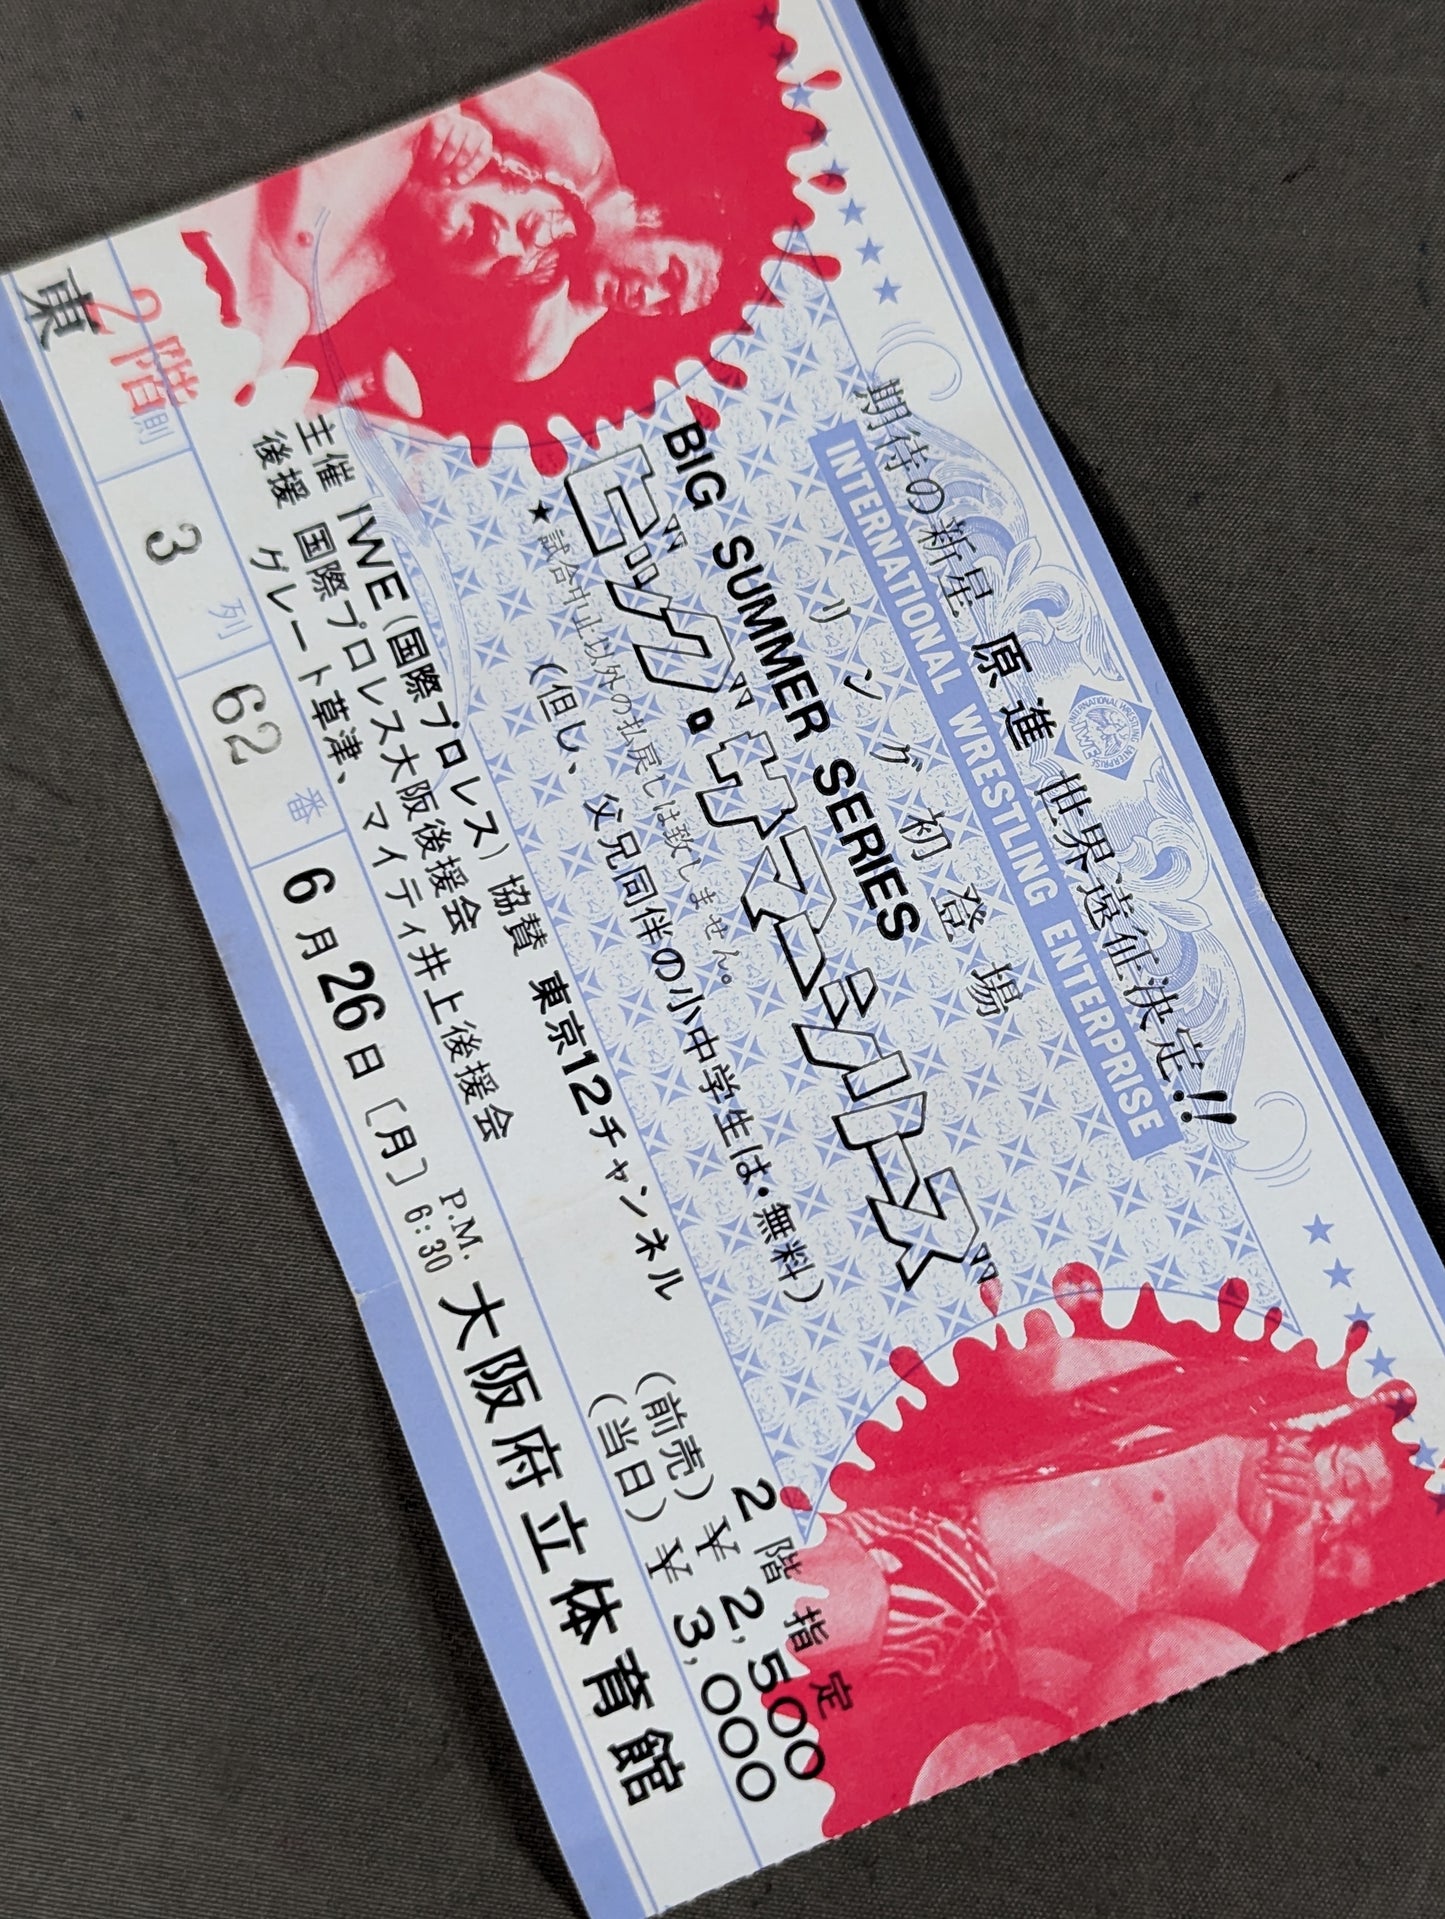 期待の新星 原進 世界遠征決定!!
INTERNATIONAL WRESTLING ENTERPRISE
リング初登場
BIG SUMMER SERIES
ビッグ・サマー・シリーズ
★試合中止以外の払戻しは致しません。
(但し、父兄同伴の小中学生は・無料)
主催 IWE(国際プロレス) 協賛 東京12チャンネル
後援 国際プロレス大阪後援会
グレート草津、マイティ井上後援会
2階指定
(前売) ¥2,500
(当日) ¥3,000
東 2階 側 3 列 62 番
6月26日〔月〕P.M. 6:30 大阪府立体育館
INTERNATIONAL WRESTLING ENTERPRISE
IWE